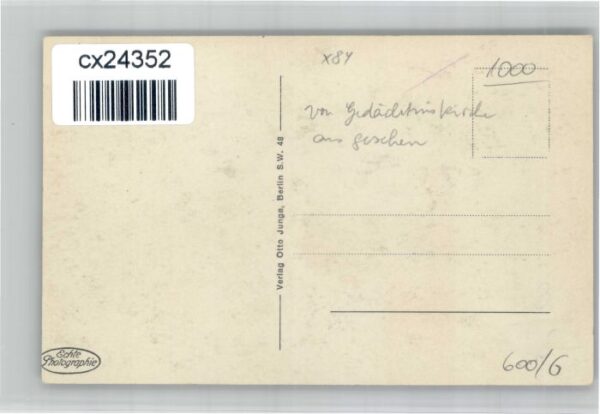 cx24352
x84
1000
von Gedächtniskirche
aus gesehen
Verlag Otto Junga, Berlin S.W. 48
Echte
Photographie
600/6